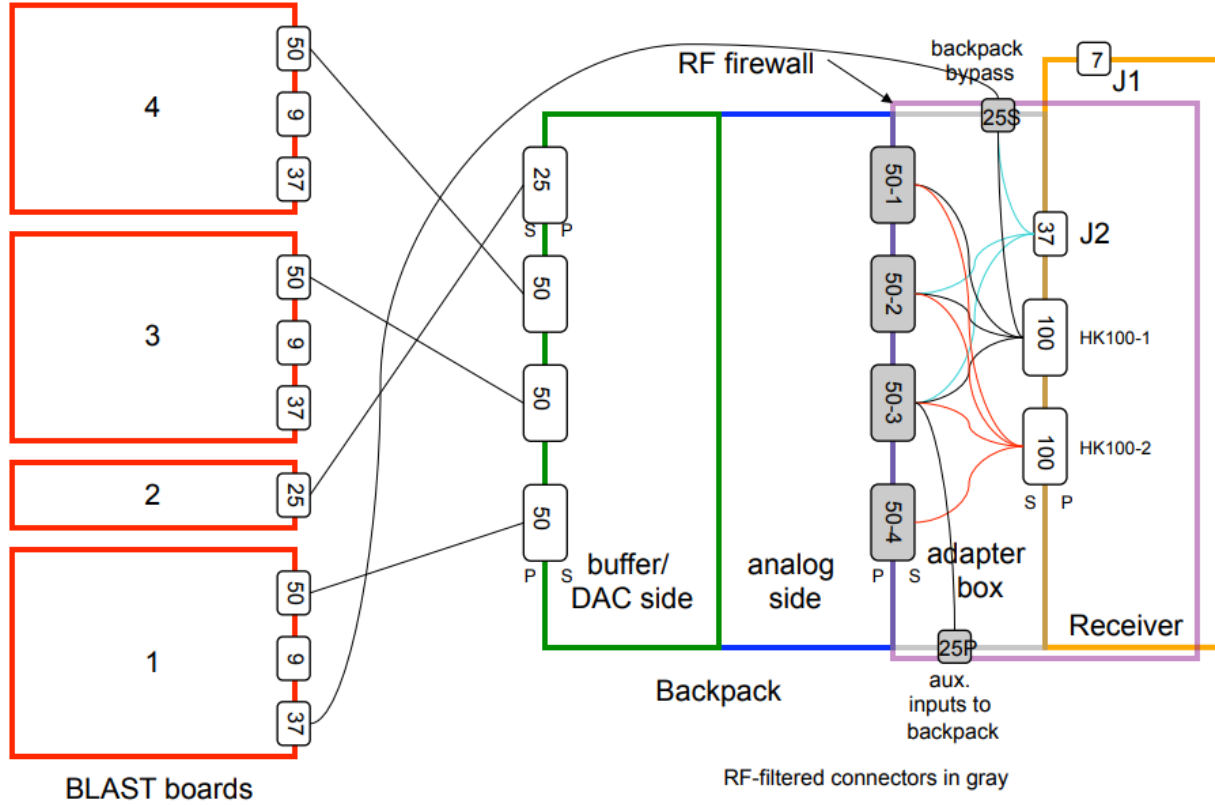 4
50
9
37
3
50
9
37
2
25
1
50
9
37
BLAST boards
25
S P
50
50
50
P S
buffer/
DAC side
analog
side
Backpack
RF firewall
backpack
bypass
25S
50-1
50-2
50-3
50-4
P S
adapter
box
25P
aux.
inputs to
backpack
7
J1
37
J2
100
HK100-1
100
HK100-2
S P
Receiver
RF-filtered connectors in gray